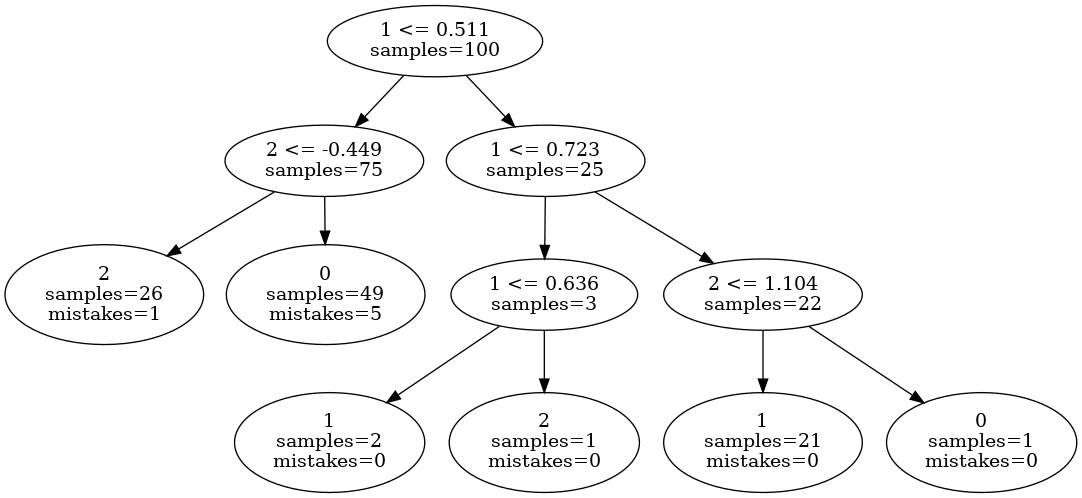 1 <= 0.511
samples=100
2 <= -0.449
samples=75
1 <= 0.723
samples=25
2
samples=26
mistakes=1
0
samples=49
mistakes=5
1 <= 0.636
samples=3
2 <= 1.104
samples=22
1
samples=2
mistakes=0
2
samples=1
mistakes=0
1
samples=21
mistakes=0
0
samples=1
mistakes=0